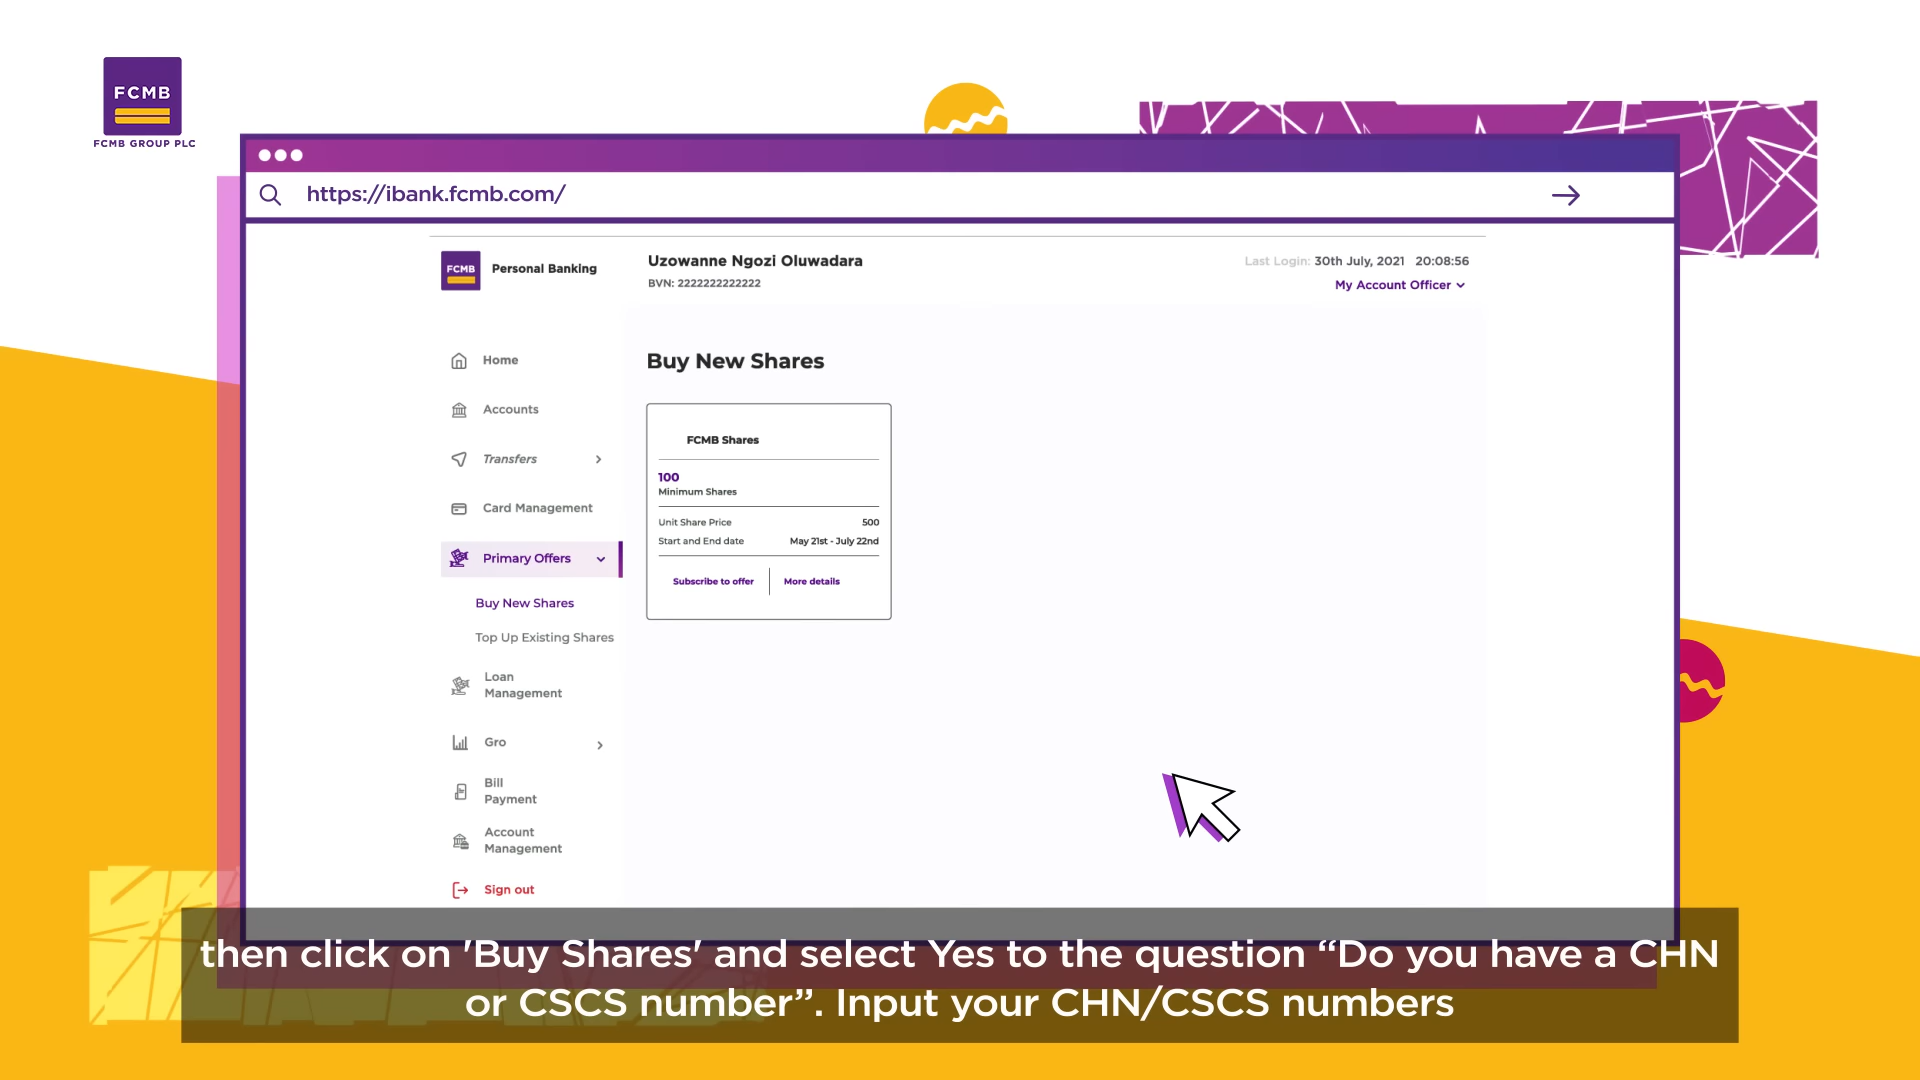 FCMB
FCMB GROUP PLC
https://ibank.fcmb.com/
FCMB
Personal Banking
Uzowanne Ngozi Oluwadara
BVN: 2222222222222
Last Login: 30th July, 2021 20:08:56
My Account Officer
Home
Accounts
Transfers
Card Management
Primary Offers
Buy New Shares
Top Up Existing Shares
Loan
Management
Gro
Bill
Payment
Account
Management
Sign out
Buy New Shares
FCMB Shares
100
Minimum Shares
Unit Share Price 500
Start and End date May 21st - July 22nd
Subscribe to offer More details
then click on 'Buy Shares' and select Yes to the question “Do you have a CHN
or CSCS number”. Input your CHN/CSCS numbers